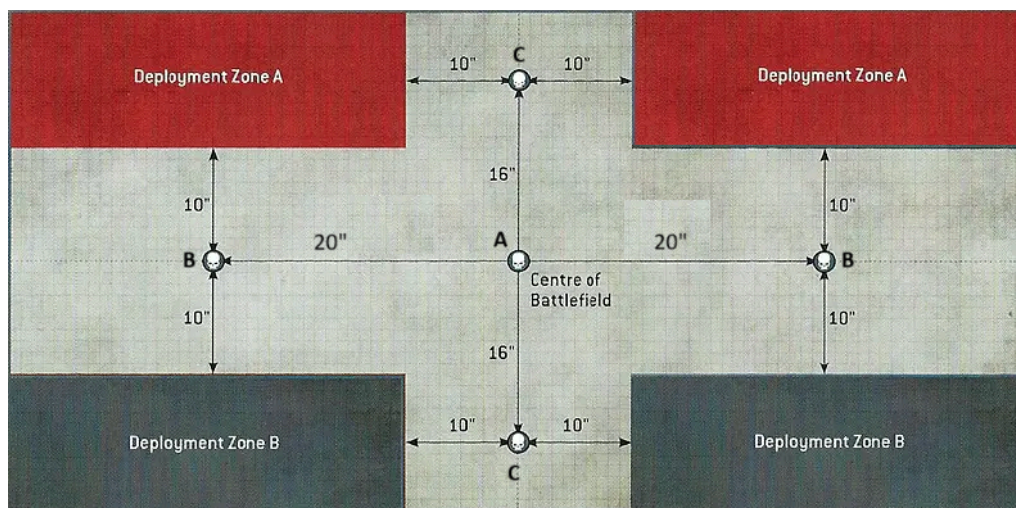 C
10" 10"
Deployment Zone A
Deployment Zone A
16"
10"
10"
20"
A
20"
B
B
Centre of
Battlefield
10"
10"
16"
10" 10"
Deployment Zone B
Deployment Zone B
C